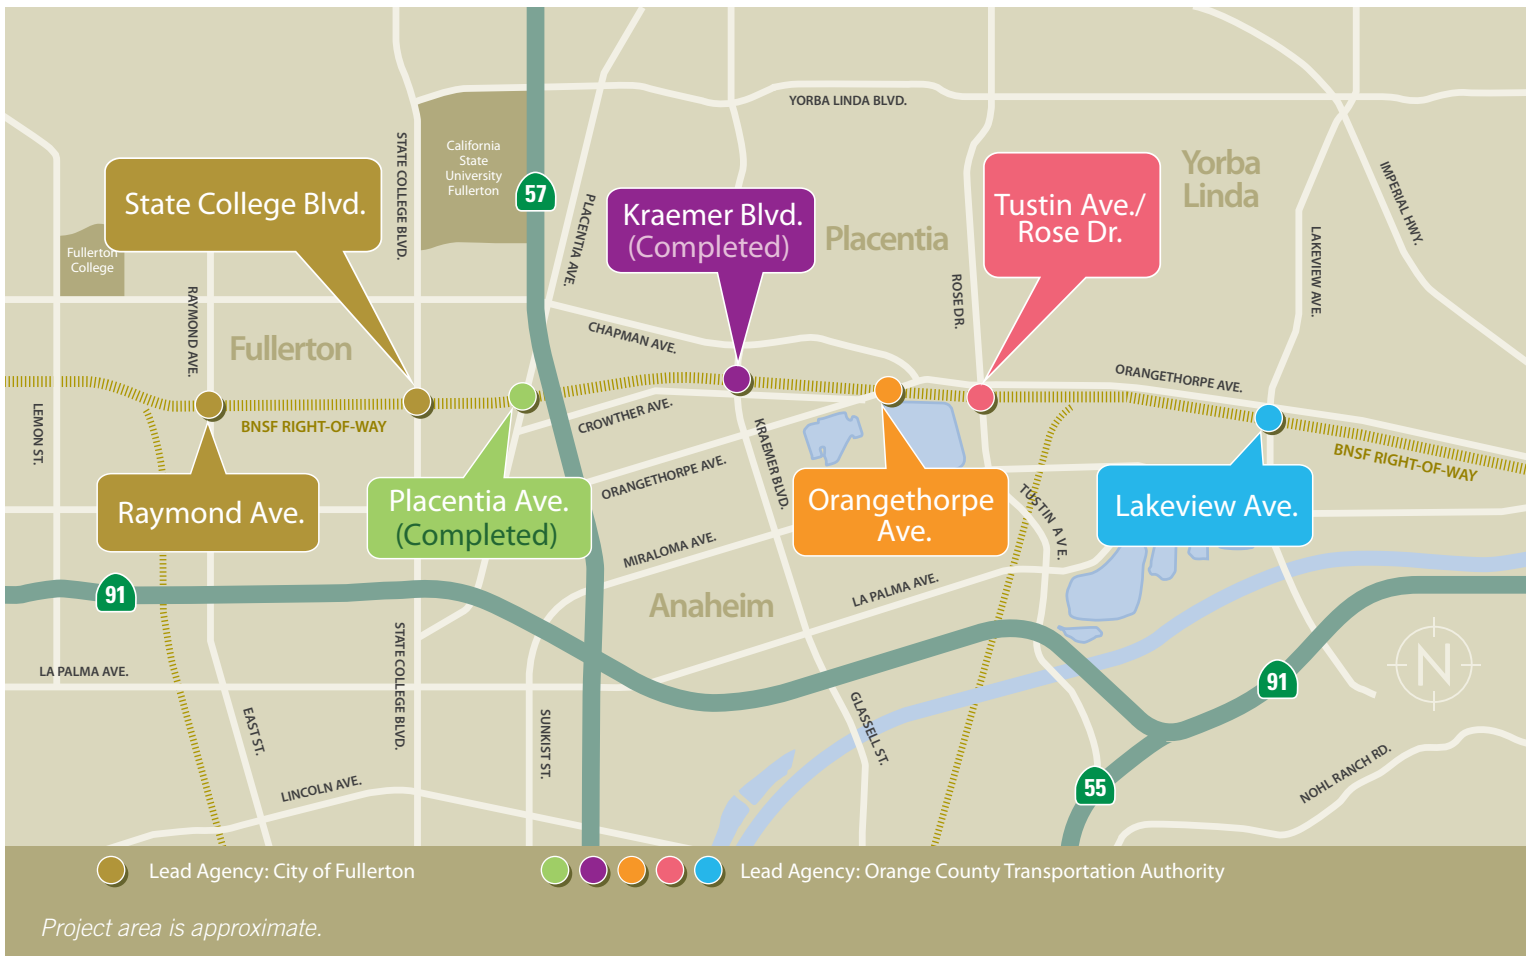 YORBA LINDA BLVD.
California
State
University
Fullerton
STATE COLLEGE BLVD.
57
PLACENTIA AVE.
State College Blvd.
Kraemer Blvd.
(Completed)
Placentia
Tustin Ave./
Rose Dr.
Yorba
Linda
IMPERIAL HWY.
LAKEVIEW AVE.
Fullerton
College
RAYMOND AVE.
Fullerton
CHAPMAN AVE.
ROSE DR.
ORANGETHORPE AVE.
LEMON ST.
BNSF RIGHT-OF-WAY
CROWTHER AVE.
KRAEMER BLVD.
BNSF RIGHT-OF-WAY
ORANGETHORPE AVE.
Raymond Ave.
Placentia Ave.
(Completed)
Orangethorpe
Ave.
TUSTIN AVE.
Lakeview Ave.
MIRALOMA AVE.
91
LA PALMA AVE.
Anaheim
STATE COLLEGE BLVD.
LA PALMA AVE.
N
91
EAST ST.
SUNKIST ST.
GLASSELL ST.
LINCOLN AVE.
55
NOHL RANCH RD.
Lead Agency: City of Fullerton
Lead Agency: Orange County Transportation Authority
Project area is approximate.